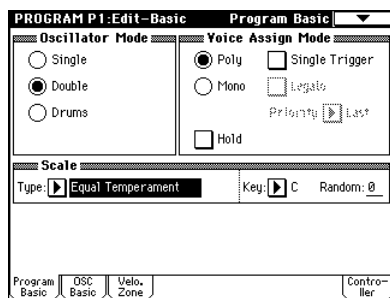 PROGRAM P1:Edit-Basic Program Basic
Oscillator Mode
Single
Double
Drums
Voice Assign Mode
Poly Single Trigger
Mono Legato
Priority Last
Hold
Scale
Type: Equal Temperament Key: C Random: 0
Program Basic
OSC Basic
Velo. Zone
Contro-
ller